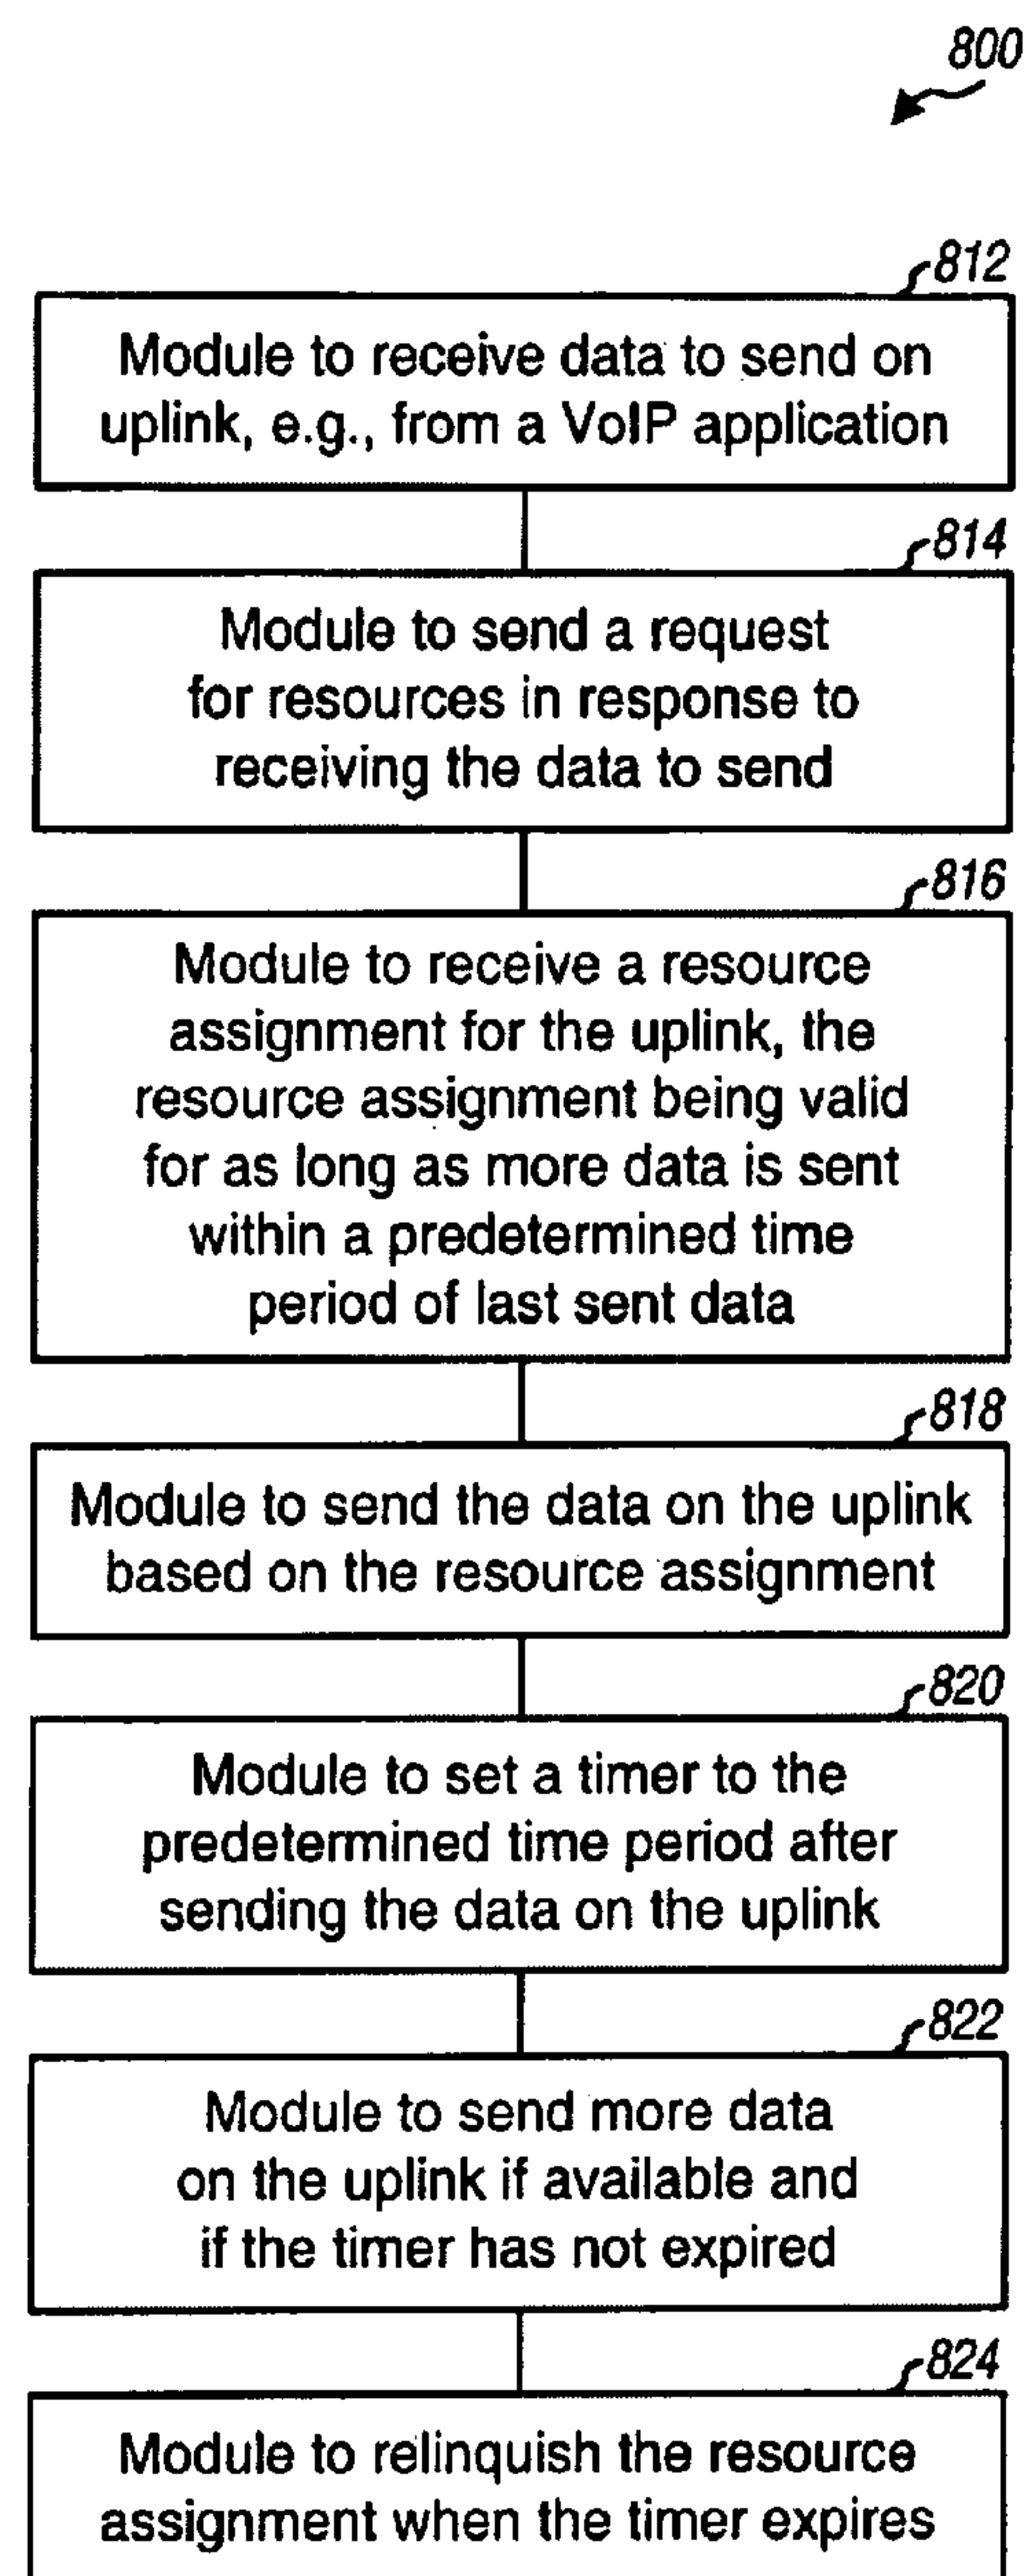 800
812
Module to receive data to send on
uplink, e.g., from a VoIP application
814
Module to send a request
for resources in response to
receiving the data to send
816
Module to receive a resource
assignment for the uplink, the
resource assignment being valid
for as long as more data is sent
within a predetermined time
period of last sent data
818
Module to send the data on the uplink
based on the resource assignment
820
Module to set a timer to the
predetermined time period after
sending the data on the uplink
822
Module to send more data
on the uplink if available and
if the timer has not expired
824
Module to relinquish the resource
assignment when the timer expires